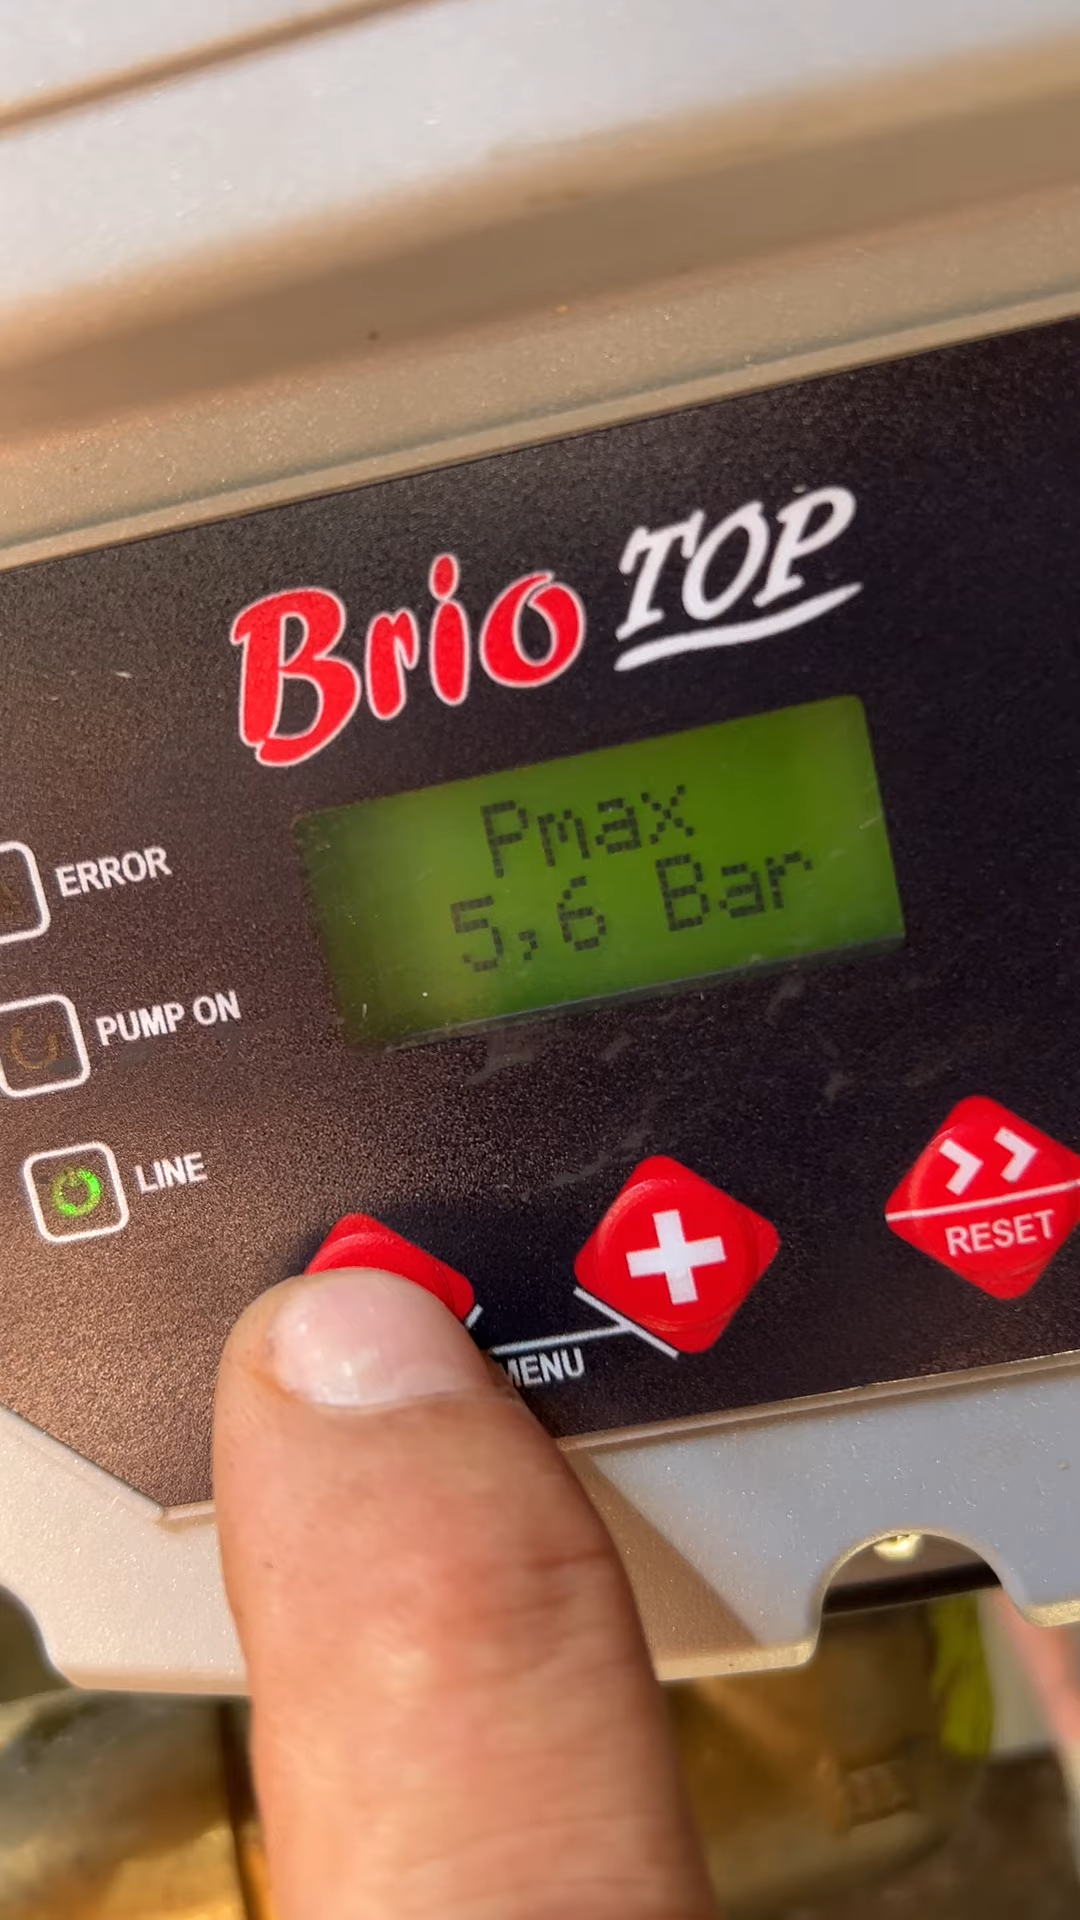 Brio TOP
Pmax
5,6 Bar
ERROR
PUMP ON
LINE
+
>>
RESET
MENU